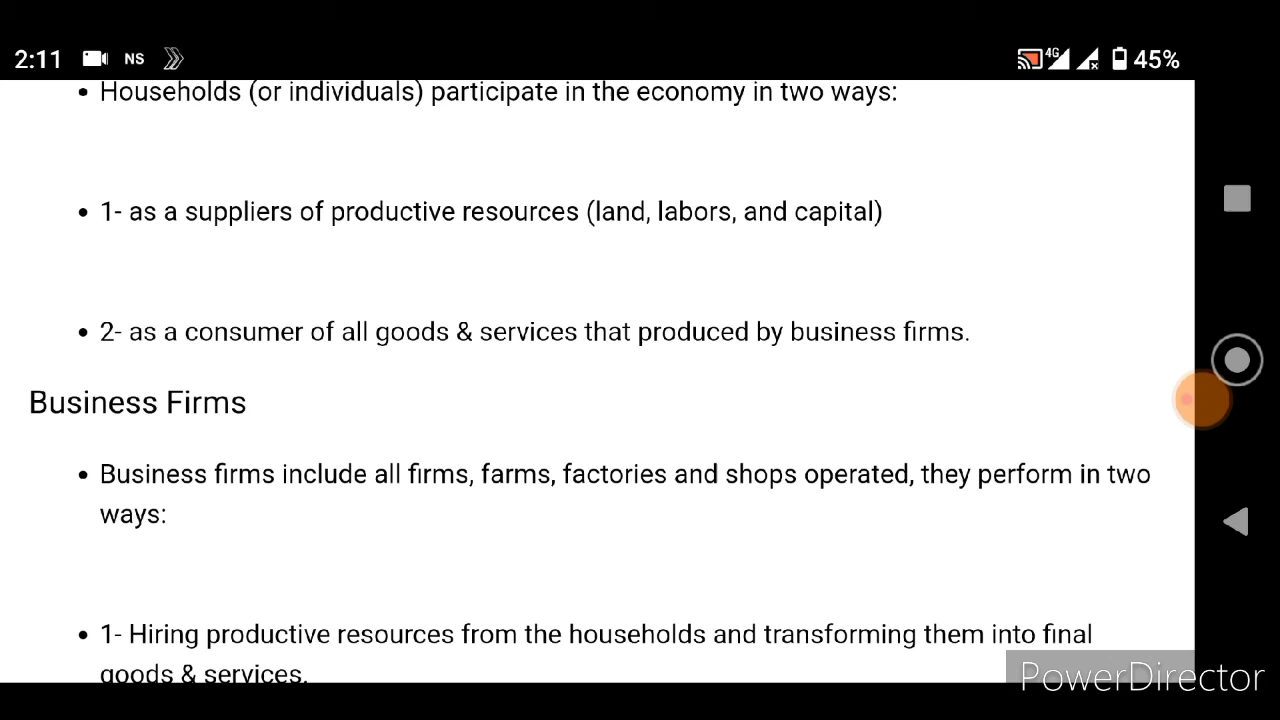 2:11 NS 4G 45%
• Households (or individuals) participate in the economy in two ways:
• 1- as a suppliers of productive resources (land, labors, and capital)
• 2- as a consumer of all goods & services that produced by business firms.
Business Firms
• Business firms include all firms, farms, factories and shops operated, they perform in two
ways:
• 1- Hiring productive resources from the households and transforming them into final
goods & services.
PowerDirector